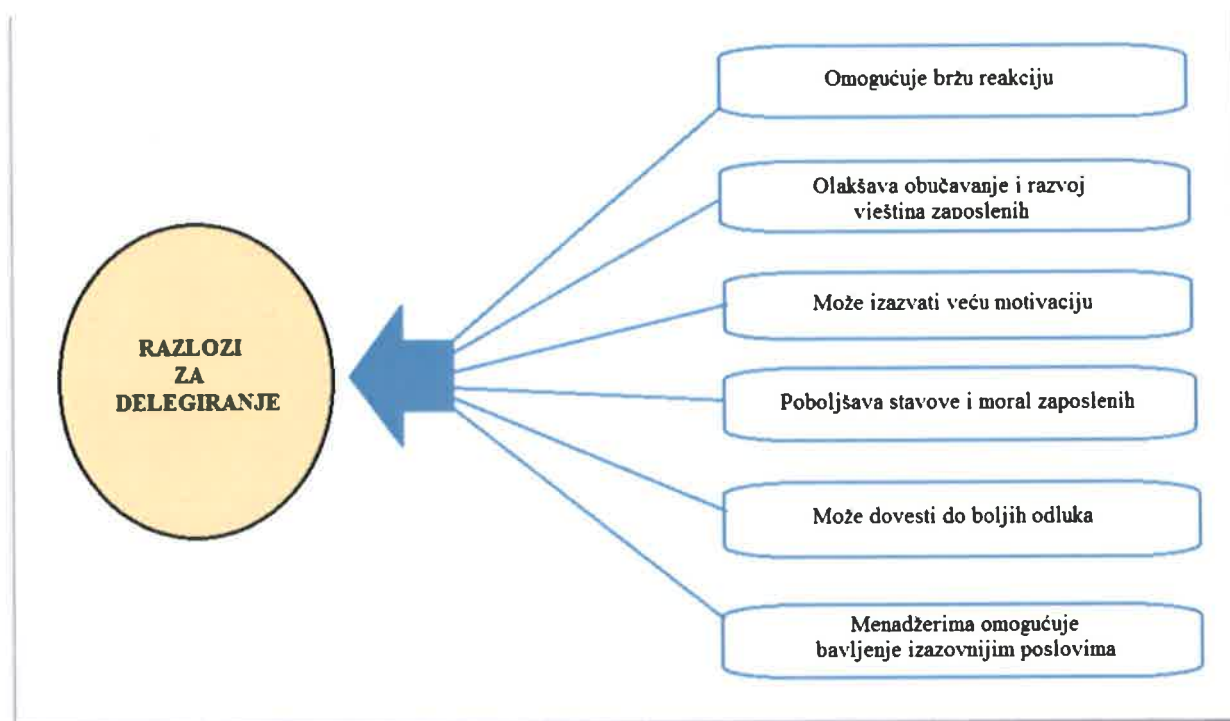 RAZLOZI
ZA
DELEGIRANJE
Omogućuje bržu reakciju
Olakšava obučavanje i razvoj
vještina zaposlenih
Može izazvati veću motivaciju
Poboljšava stavove i moral zaposlenih
Može dovesti do boljih odluka
Menadžerima omogućuje
bavljenje izazovnijim poslovima